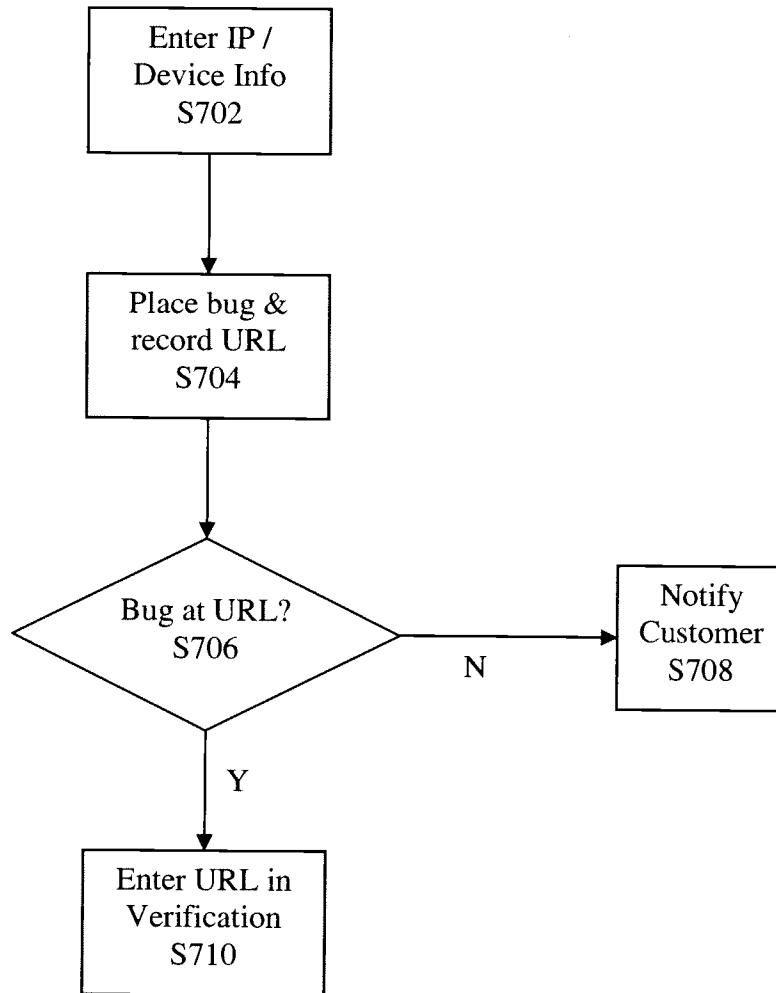 Enter IP /
Device Info
S702
Place bug &
record URL
S704
Bug at URL?
S706
N
Notify
Customer
S708
Y
Enter URL in
Verification
S710